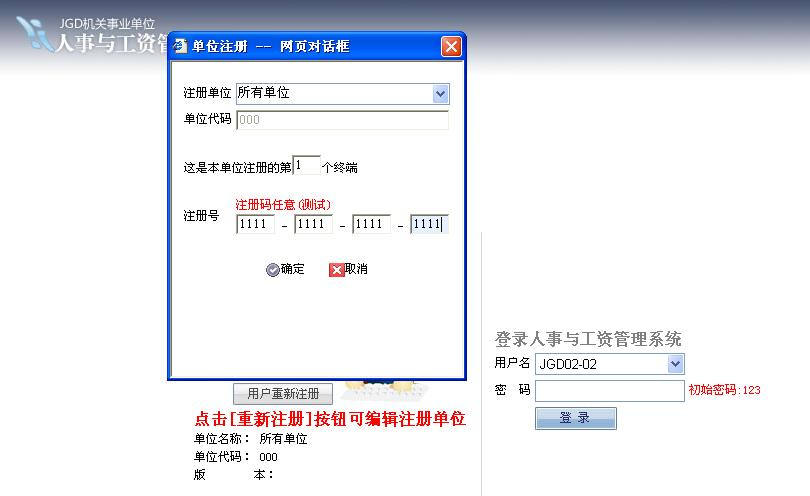 JGD机关事业单位
人事与工资管
单位注册 -- 网页对话框
注册单位 所有单位
单位代码 000
这是本单位注册的第 1 个终端
注册码任意(测试)
注册号 1111 - 1111 - 1111 - 1111
确定 取消
用户重新注册
点击[重新注册]按钮可编辑注册单位
单位名称： 所有单位
单位代码： 000
版 本：
登录人事与工资管理系统
用户名 JGD02-02
密 码 初始密码:123
登 录